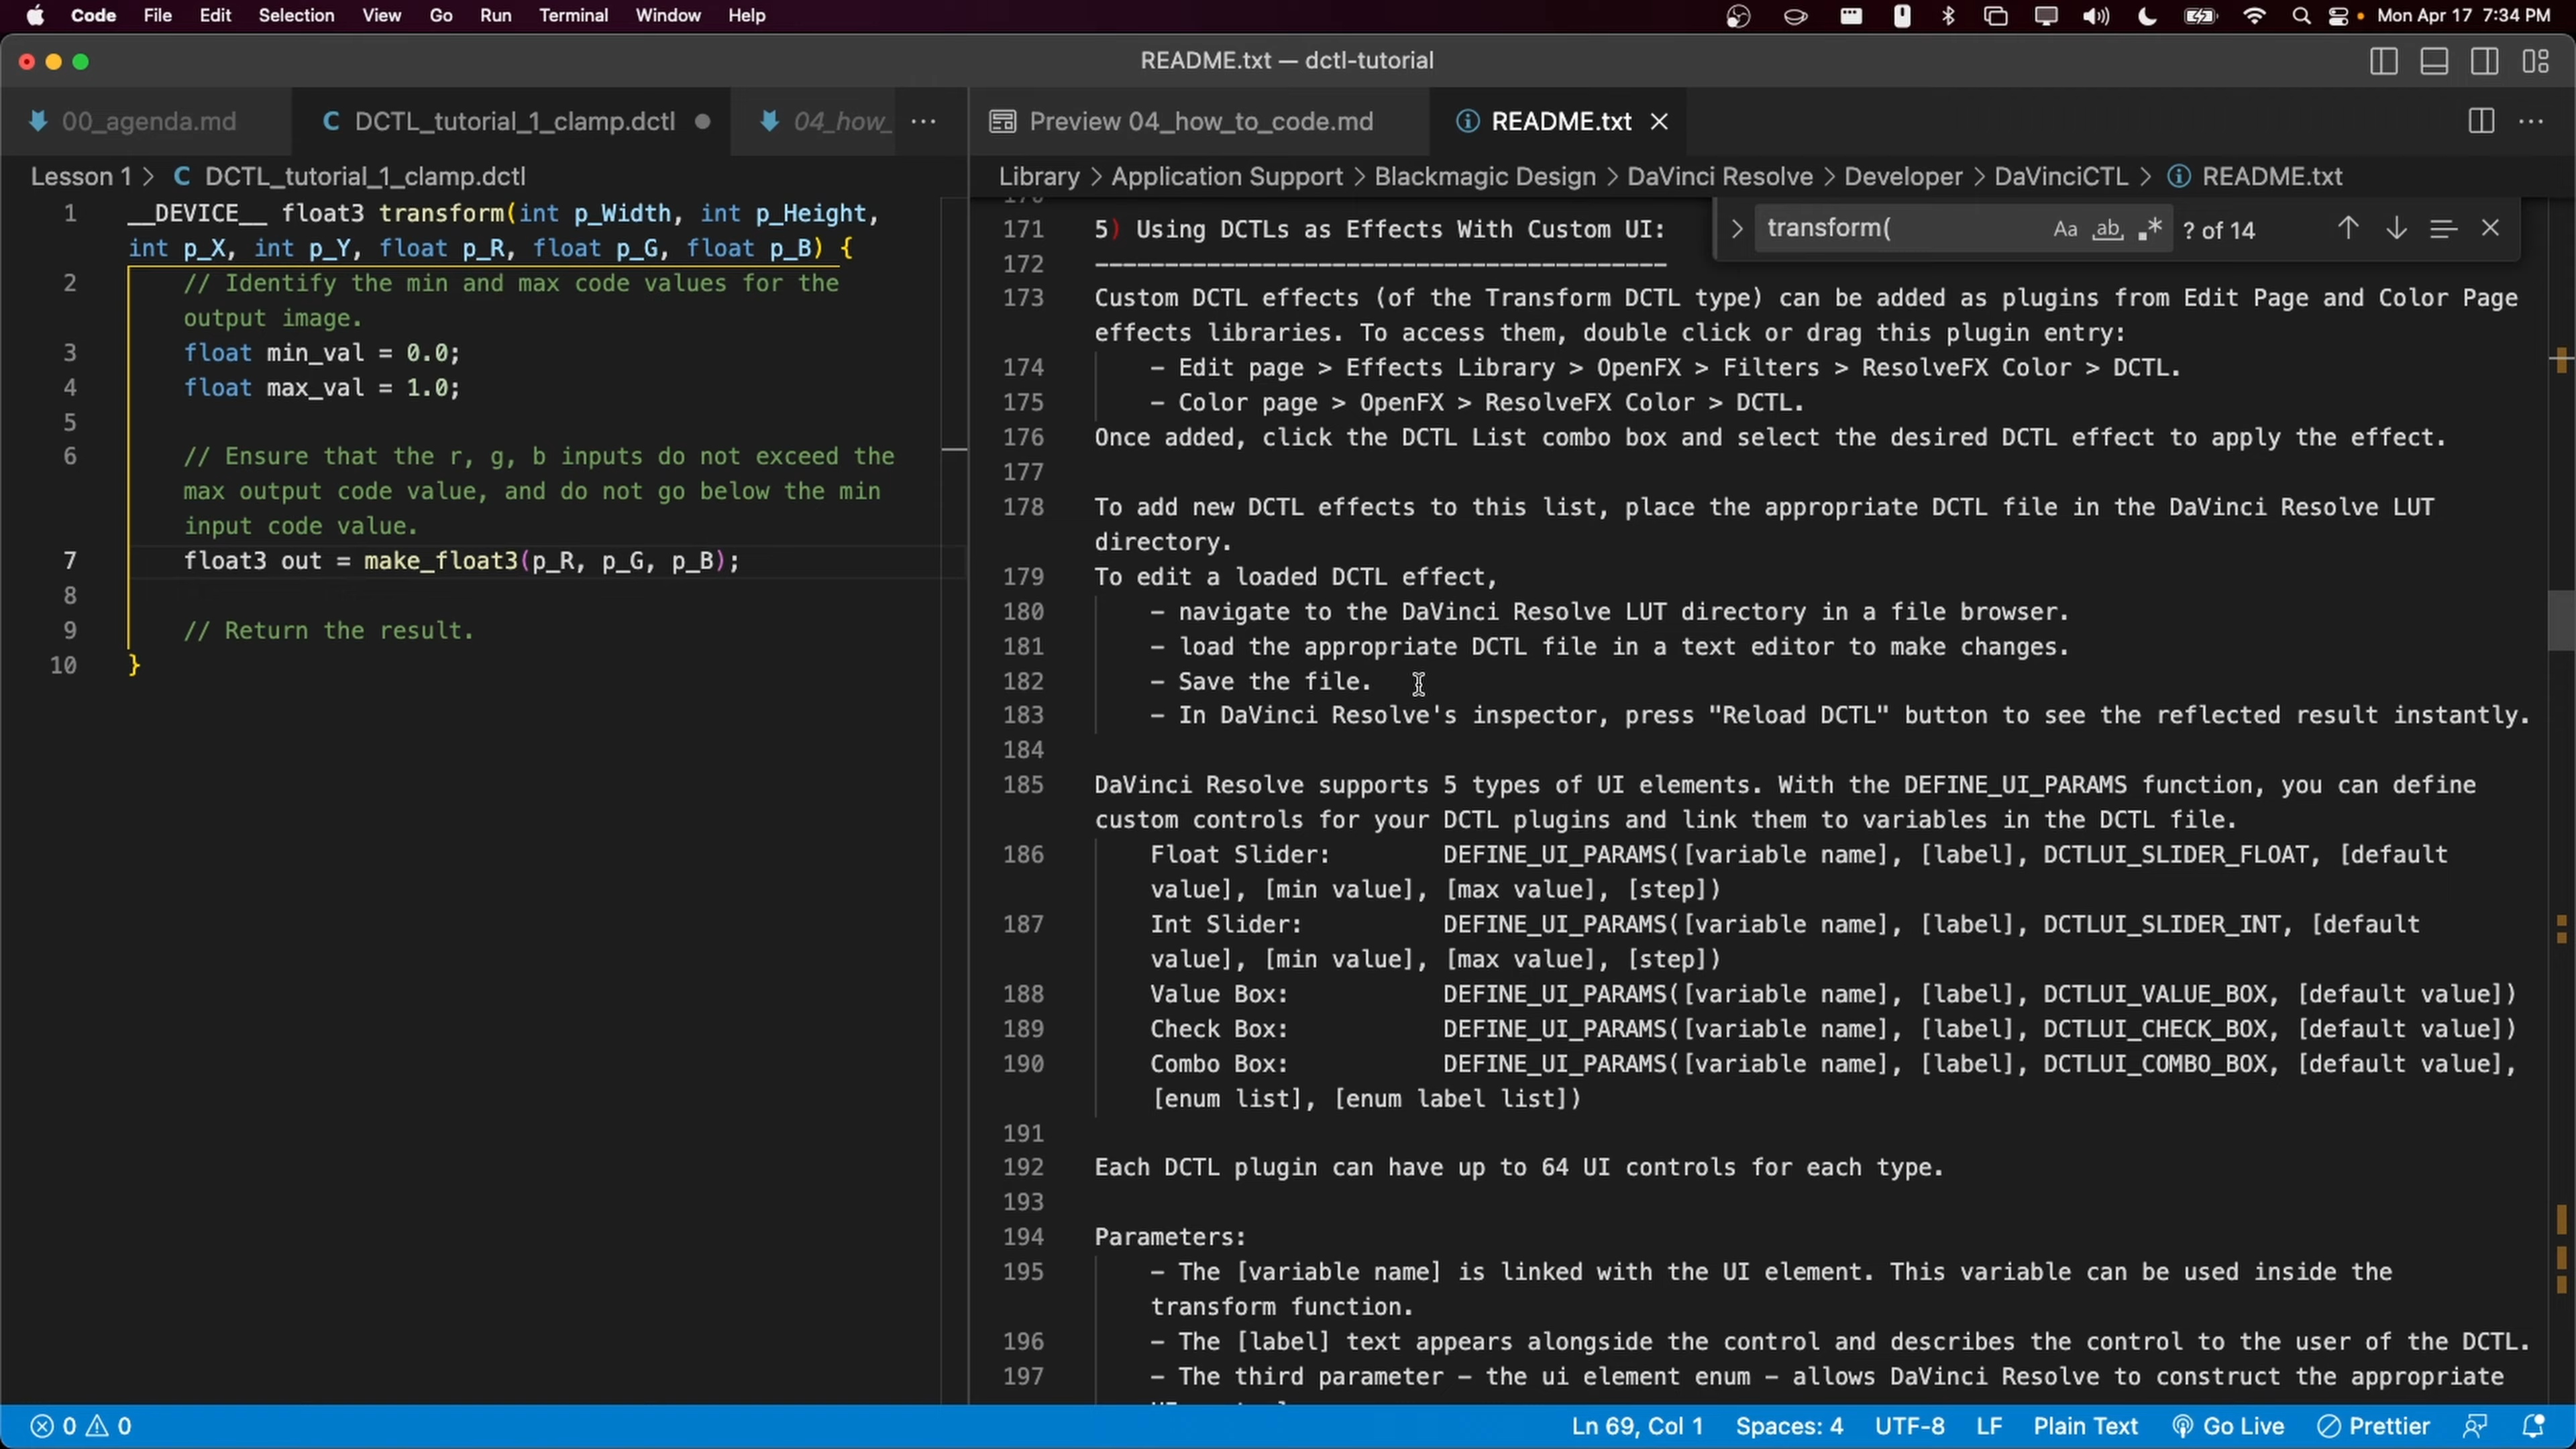 Code File Edit Selection View Go Run Terminal Window Help Mon Apr 17 7:34 PM
README.txt — dctl-tutorial
00_agenda.md C DCTL_tutorial_1_clamp.dctl 04_how_ ...
Lesson 1 > C DCTL_tutorial_1_clamp.dctl
1 __DEVICE__ float3 transform(int p_Width, int p_Height,
int p_X, int p_Y, float p_R, float p_G, float p_B) {
2 // Identify the min and max code values for the
output image.
3 float min_val = 0.0;
4 float max_val = 1.0;
5
6 // Ensure that the r, g, b inputs do not exceed the
max output code value, and do not go below the min
input code value.
7 float3 out = make_float3(p_R, p_G, p_B);
8
9 // Return the result.
10 }
Preview 04_how_to_code.md README.txt ...
Library > Application Support > Blackmagic Design > DaVinci Resolve > Developer > DaVinciCTL > README.txt
transform( Aa ab .* ? of 14
171 5) Using DCTLs as Effects With Custom UI:
172 -----------------------------------------
173 Custom DCTL effects (of the Transform DCTL type) can be added as plugins from Edit Page and Color Page
effects libraries. To access them, double click or drag this plugin entry:
174 - Edit page > Effects Library > OpenFX > Filters > ResolveFX Color > DCTL.
175 - Color page > OpenFX > ResolveFX Color > DCTL.
176 Once added, click the DCTL List combo box and select the desired DCTL effect to apply the effect.
177
178 To add new DCTL effects to this list, place the appropriate DCTL file in the DaVinci Resolve LUT
directory.
179 To edit a loaded DCTL effect,
180 - navigate to the DaVinci Resolve LUT directory in a file browser.
181 - load the appropriate DCTL file in a text editor to make changes.
182 - Save the file.
183 - In DaVinci Resolve's inspector, press "Reload DCTL" button to see the reflected result instantly.
184
185 DaVinci Resolve supports 5 types of UI elements. With the DEFINE_UI_PARAMS function, you can define
custom controls for your DCTL plugins and link them to variables in the DCTL file.
186 Float Slider: DEFINE_UI_PARAMS([variable name], [label], DCTLUI_SLIDER_FLOAT, [default
value], [min value], [max value], [step])
187 Int Slider: DEFINE_UI_PARAMS([variable name], [label], DCTLUI_SLIDER_INT, [default
value], [min value], [max value], [step])
188 Value Box: DEFINE_UI_PARAMS([variable name], [label], DCTLUI_VALUE_BOX, [default value])
189 Check Box: DEFINE_UI_PARAMS([variable name], [label], DCTLUI_CHECK_BOX, [default value])
190 Combo Box: DEFINE_UI_PARAMS([variable name], [label], DCTLUI_COMBO_BOX, [default value],
[enum list], [enum label list])
191
192 Each DCTL plugin can have up to 64 UI controls for each type.
193
194 Parameters:
195 - The [variable name] is linked with the UI element. This variable can be used inside the
transform function.
196 - The [label] text appears alongside the control and describes the control to the user of the DCTL.
197 - The third parameter - the ui element enum - allows DaVinci Resolve to construct the appropriate
0 0 Ln 69, Col 1 Spaces: 4 UTF-8 LF Plain Text Go Live Prettier